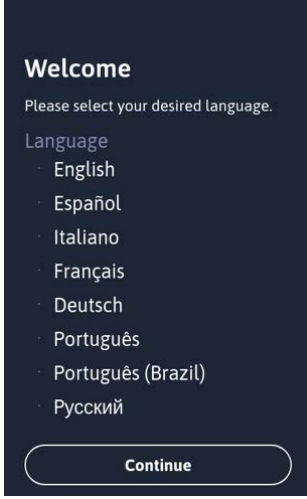 Welcome
Please select your desired language.
Language
English
Español
Italiano
Français
Deutsch
Português
Português (Brazil)
Русский
Continue